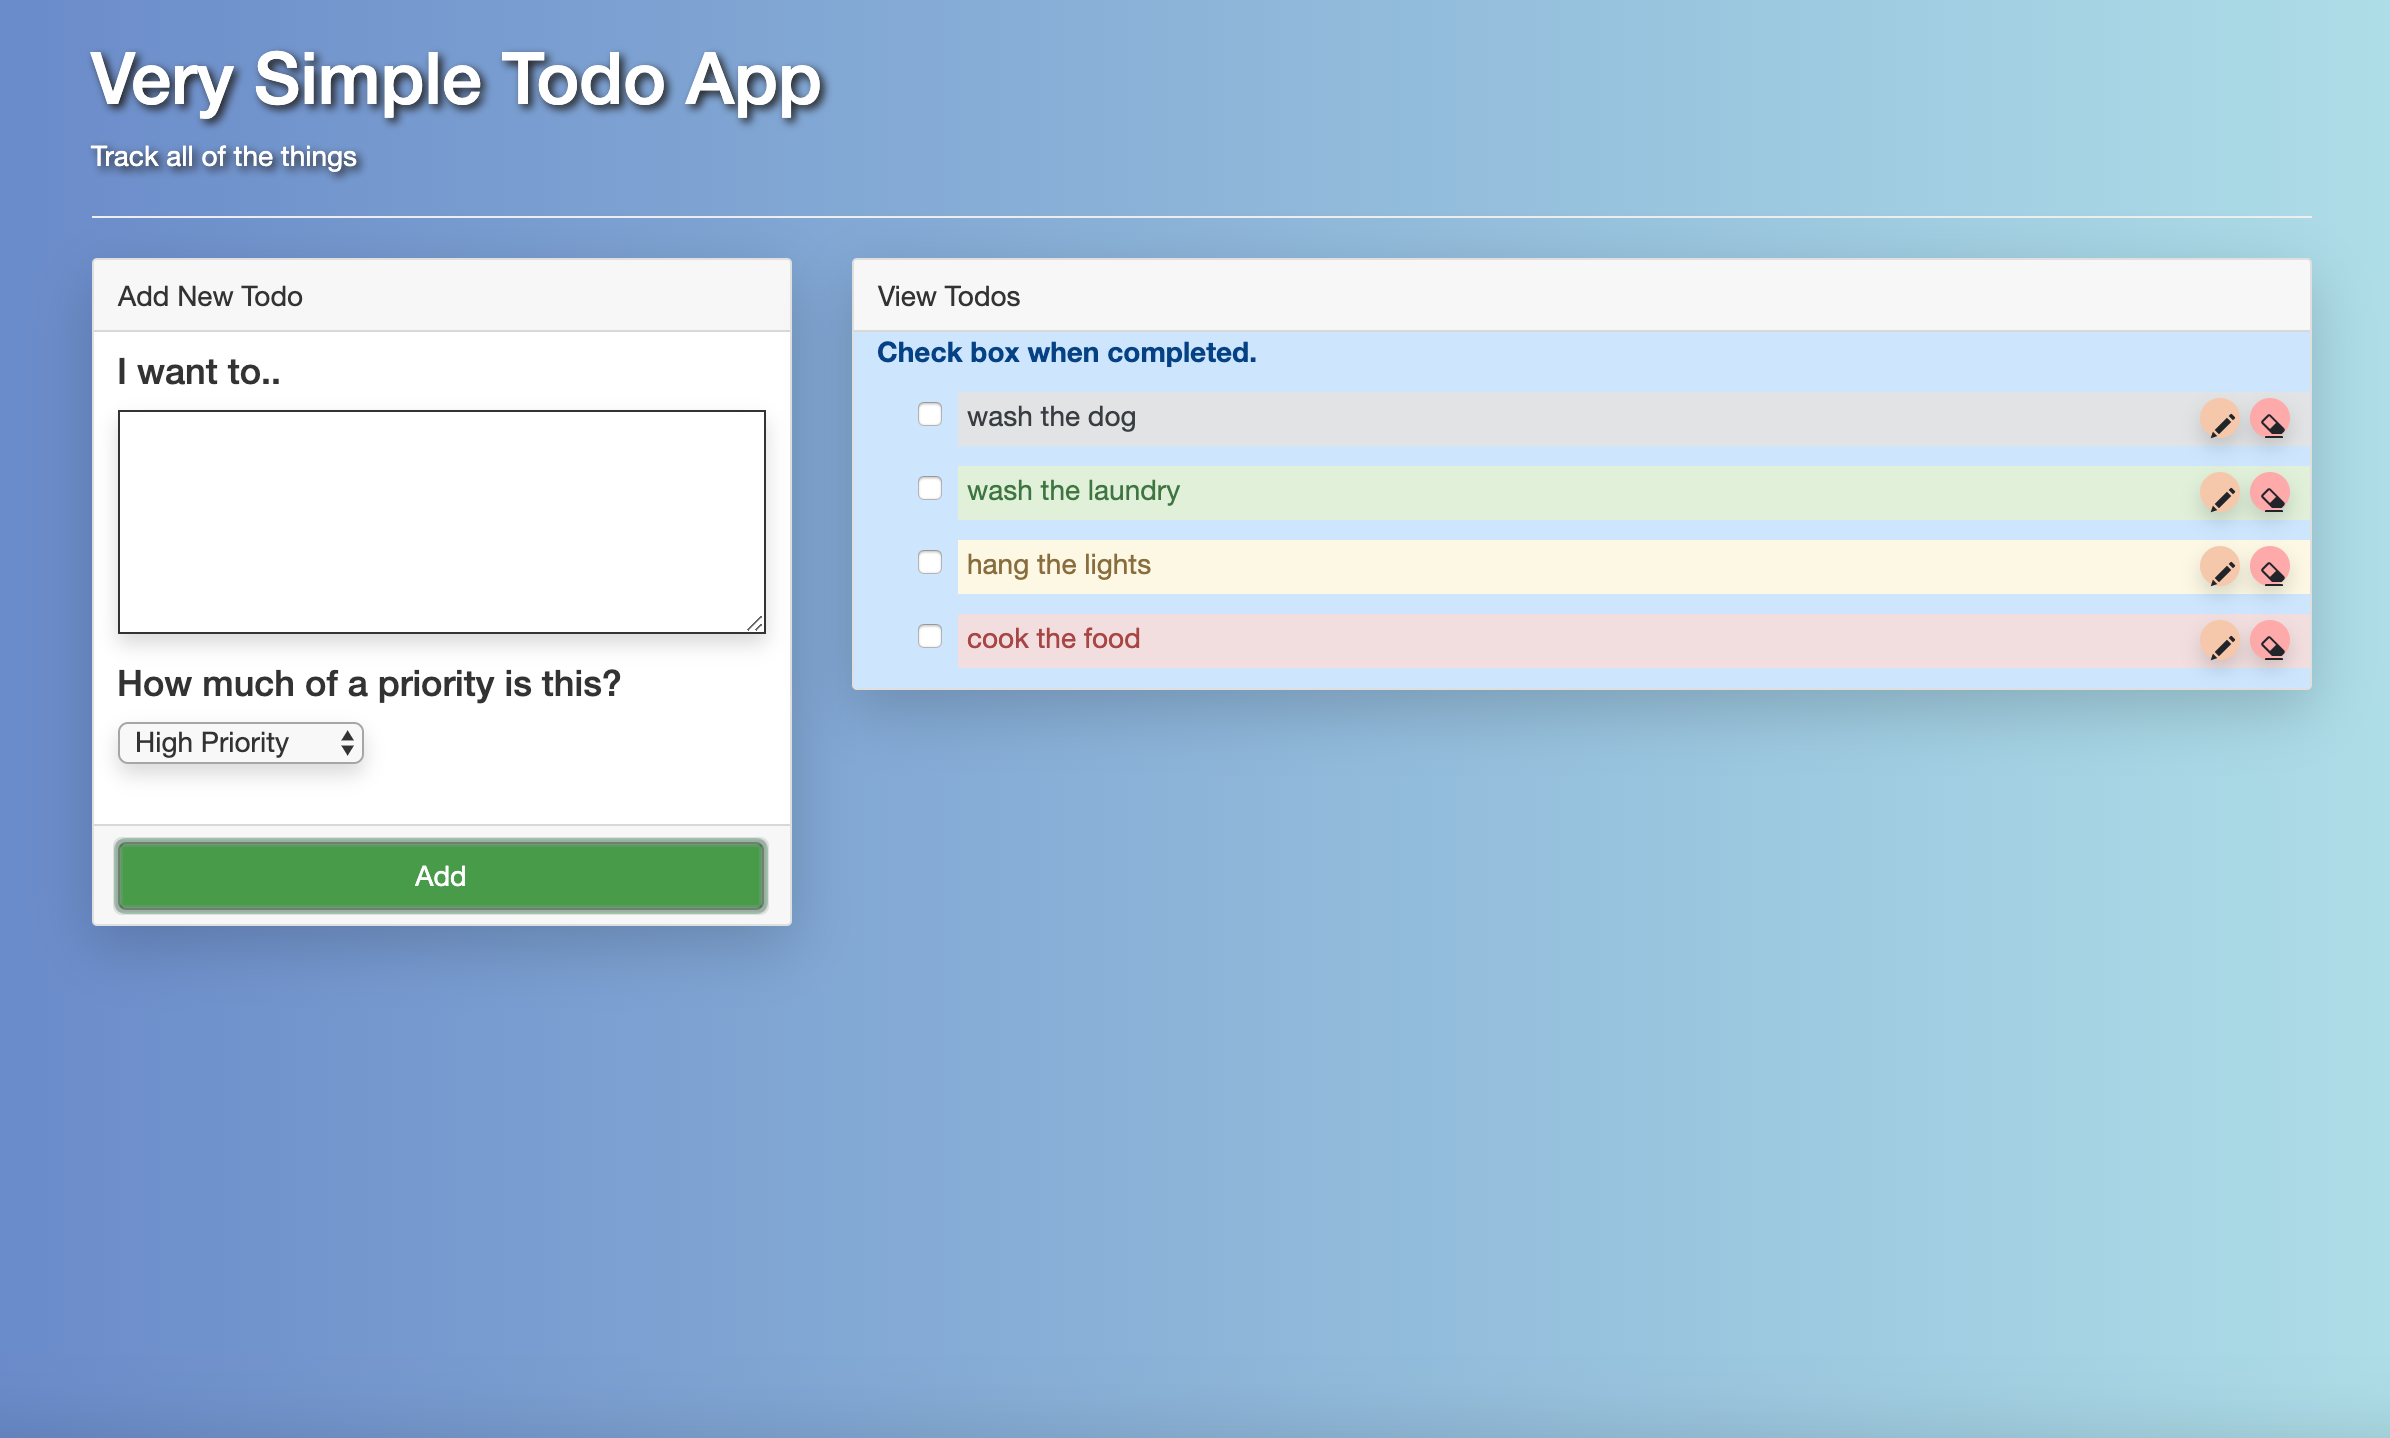 Very Simple Todo App
Track all of the things
Add New Todo
I want to..
How much of a priority is this?
High Priority
Add
View Todos
Check box when completed.
wash the dog
wash the laundry
hang the lights
cook the food